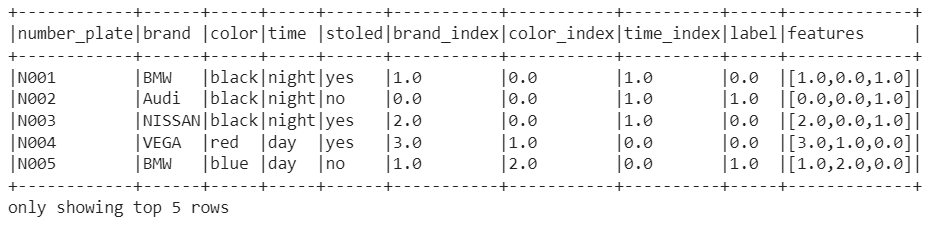 +------------+------+-----+-----+------+-----------+-----------+----------+-----+-------------+
|number_plate|brand |color|time |stoled|brand_index|color_index|time_index|label|features     |
+------------+------+-----+-----+------+-----------+-----------+----------+-----+-------------+
|N001        |BMW   |black|night|yes   |1.0        |0.0        |1.0       |0.0  |[1.0,0.0,1.0]|
|N002        |Audi  |black|night|no    |0.0        |0.0        |1.0       |1.0  |[0.0,0.0,1.0]|
|N003        |NISSAN|black|night|yes   |2.0        |0.0        |1.0       |0.0  |[2.0,0.0,1.0]|
|N004        |VEGA  |red  |day  |yes   |3.0        |1.0        |0.0       |0.0  |[3.0,1.0,0.0]|
|N005        |BMW   |blue |day  |no    |1.0        |2.0        |0.0       |1.0  |[1.0,2.0,0.0]|
+------------+------+-----+-----+------+-----------+-----------+----------+-----+-------------+
only showing top 5 rows